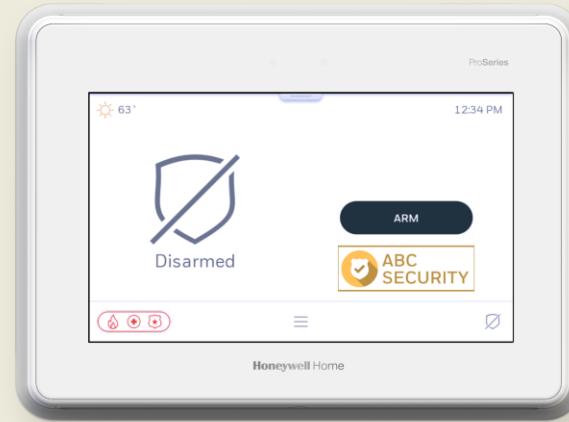 ProSeries
63` 12:34 PM
ARM
Disarmed
ABC
SECURITY
Honeywell Home